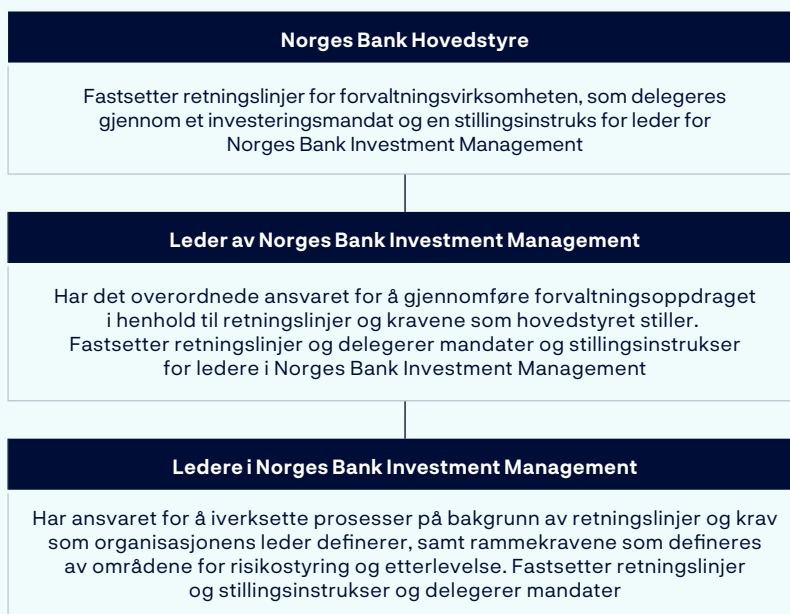 Norges Bank Hovedstyre
Fastsetter retningslinjer for forvaltningsvirksomheten, som delegeres
gjennom et investeringsmandat og en stillingsinstruks for leder for
Norges Bank Investment Management
Leder av Norges Bank Investment Management
Har det overordnede ansvaret for å gjennomføre forvaltningsoppdraget
i henhold til retningslinjer og kravene som hovedstyret stiller.
Fastsetter retningslinjer og delegerer mandater og stillingsinstrukser
for ledere i Norges Bank Investment Management
Ledere i Norges Bank Investment Management
Har ansvaret for å iverksette prosesser på bakgrunn av retningslinjer og krav
som organisasjonens leder definerer, samt rammekravene som defineres
av områdene for risikostyring og etterlevelse. Fastsetter retningslinjer
og stillingsinstrukser og delegerer mandater